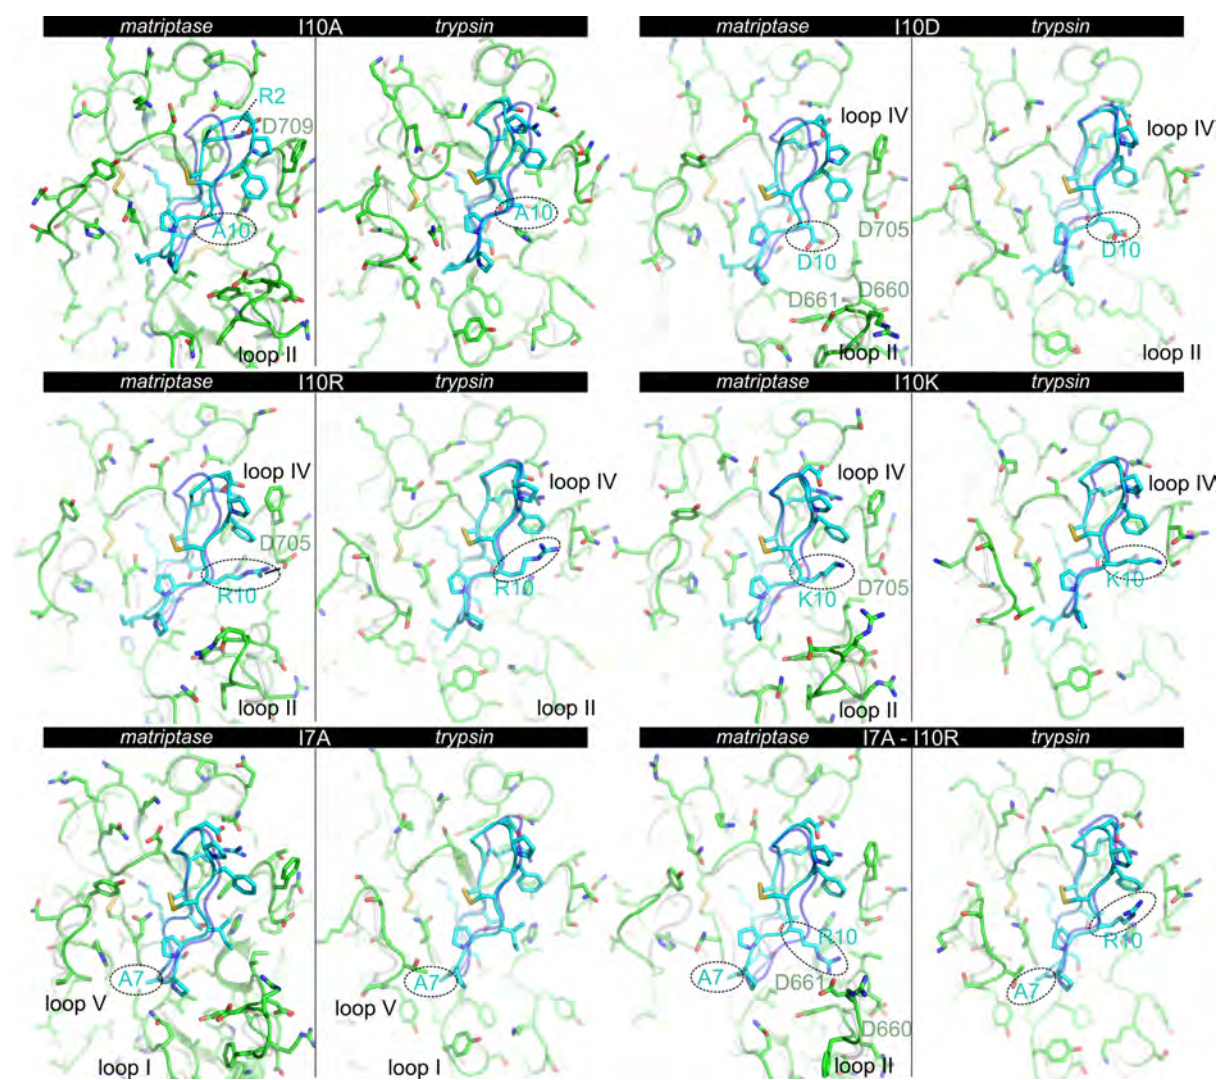 matriptase I10A trypsin
matriptase I10D trypsin
R2
D709
A10
loop II
A10
loop IV
D705
D10
D661
D660
loop II
loop IV
D10
loop II
matriptase I10R trypsin
matriptase I10K trypsin
loop IV
D705
R10
loop II
loop IV
R10
loop II
loop IV
D705
K10
loop II
loop IV
K10
matriptase I7A trypsin
matriptase I7A - I10R trypsin
A7
loop V
loop I
A7
loop V
loop I
R10
A7
D661
D660
loop II
R10
A7